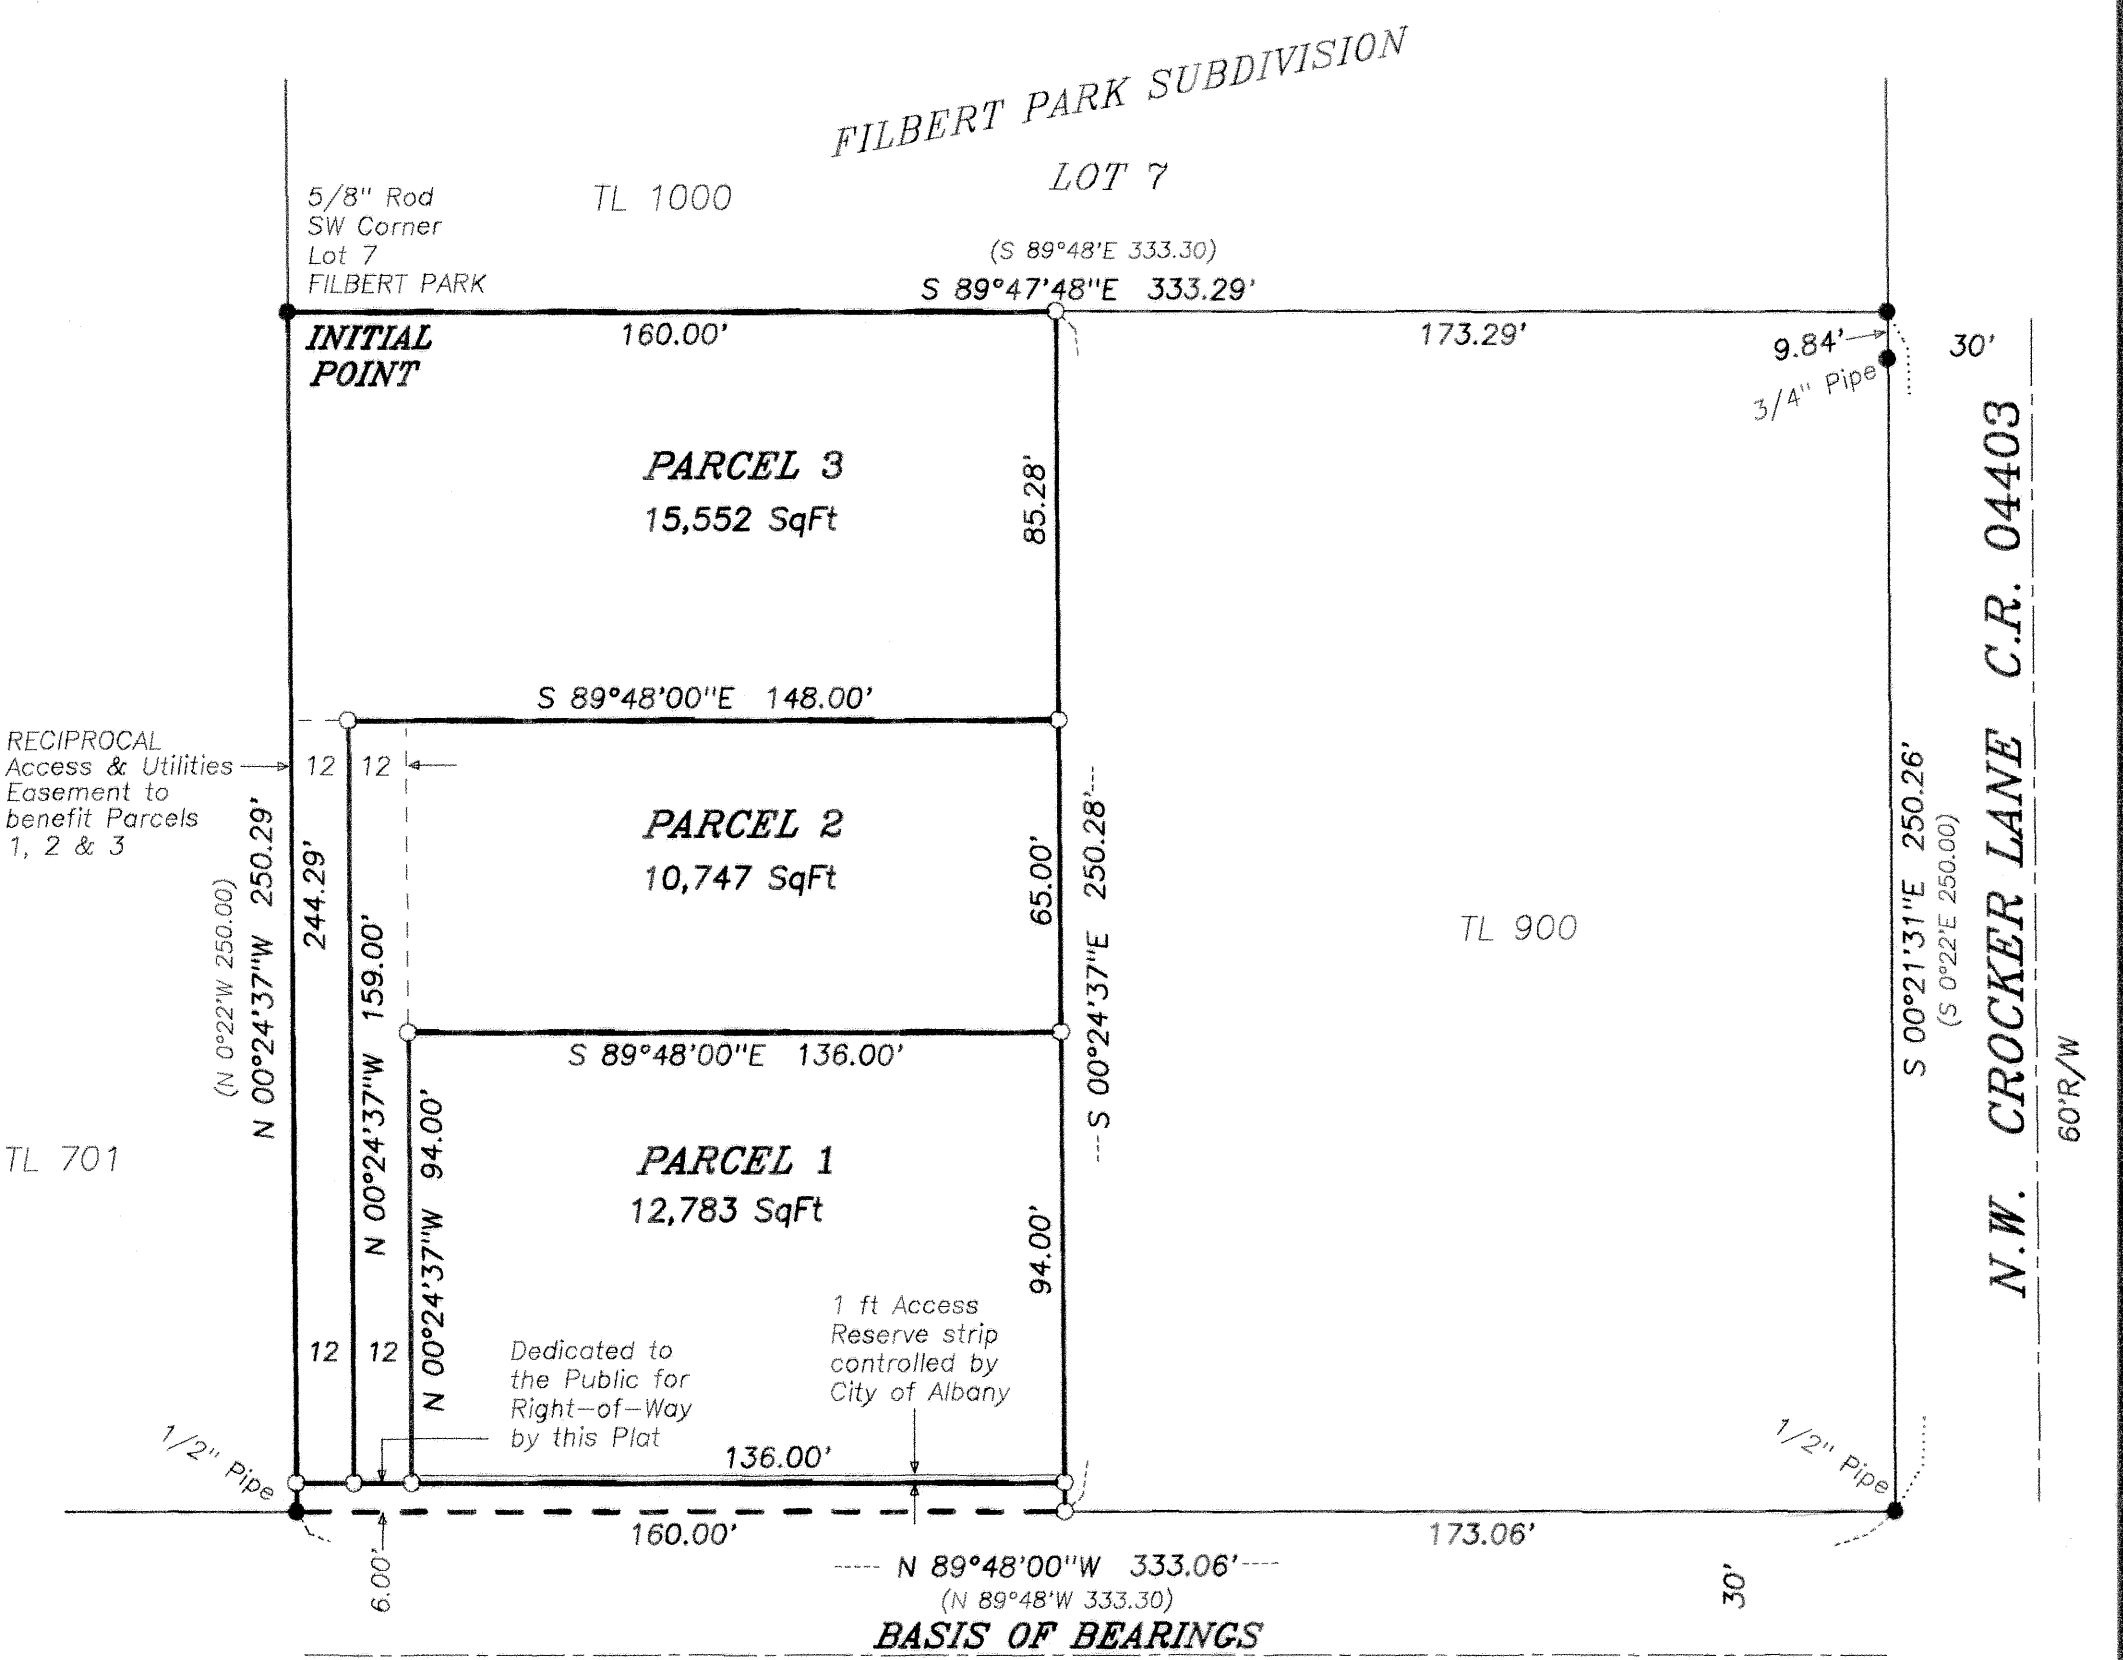 FILBERT PARK SUBDIVISION
LOT 7
TL 1000
5/8" Rod
SW Corner
Lot 7
FILBERT PARK
(S 89°48'E 333.30)
S 89°47'48"E 333.29'
INITIAL
POINT
160.00'
173.29'
9.84'
3/4" Pipe
30'
PARCEL 3
15,552 SqFt
85.28'
S 89°48'00"E 148.00'
RECIPROCAL
Access & Utilities
Easement to
benefit Parcels
1, 2 & 3
12
12
PARCEL 2
10,747 SqFt
65.00'
S 00°24'37"E 250.28'
(N 0°22'W 250.00)
N 00°24'37"W 250.29'
244.29'
N 00°24'37"W 159.00'
TL 900
S 00°21'31"E 250.26'
(S 0°22'E 250.00)
N.W. CROCKER LANE C.R. 04403
60'R/W
S 89°48'00"E 136.00'
TL 701
PARCEL 1
12,783 SqFt
N 00°24'37"W 94.00'
94.00'
12
12
Dedicated to
the Public for
Right-of-Way
by this Plat
1 ft Access
Reserve strip
controlled by
City of Albany
136.00'
1/2" Pipe
1/2" Pipe
6.00'
160.00'
173.06'
N 89°48'00"W 333.06'
(N 89°48'W 333.30)
BASIS OF BEARINGS
30'